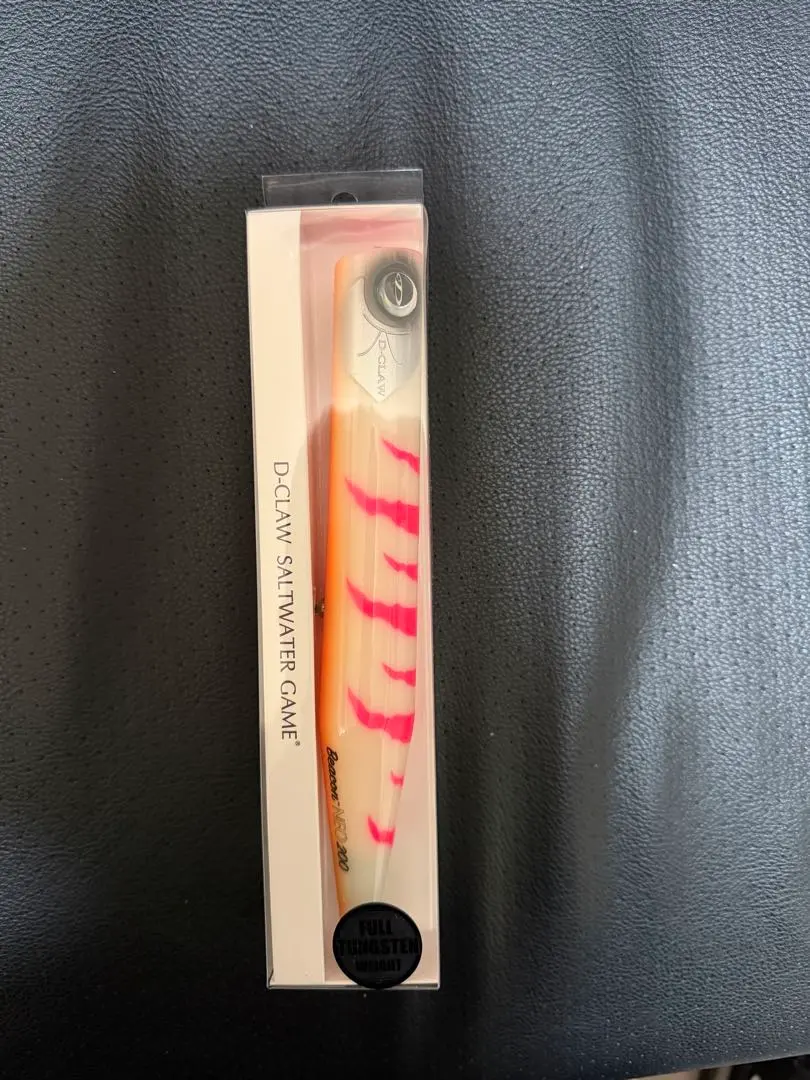 D-CLAW
D-CLAW SALTWATER GAME®
Beacon-NEO 200
FULL
TUNGSTEN
WEIGHT